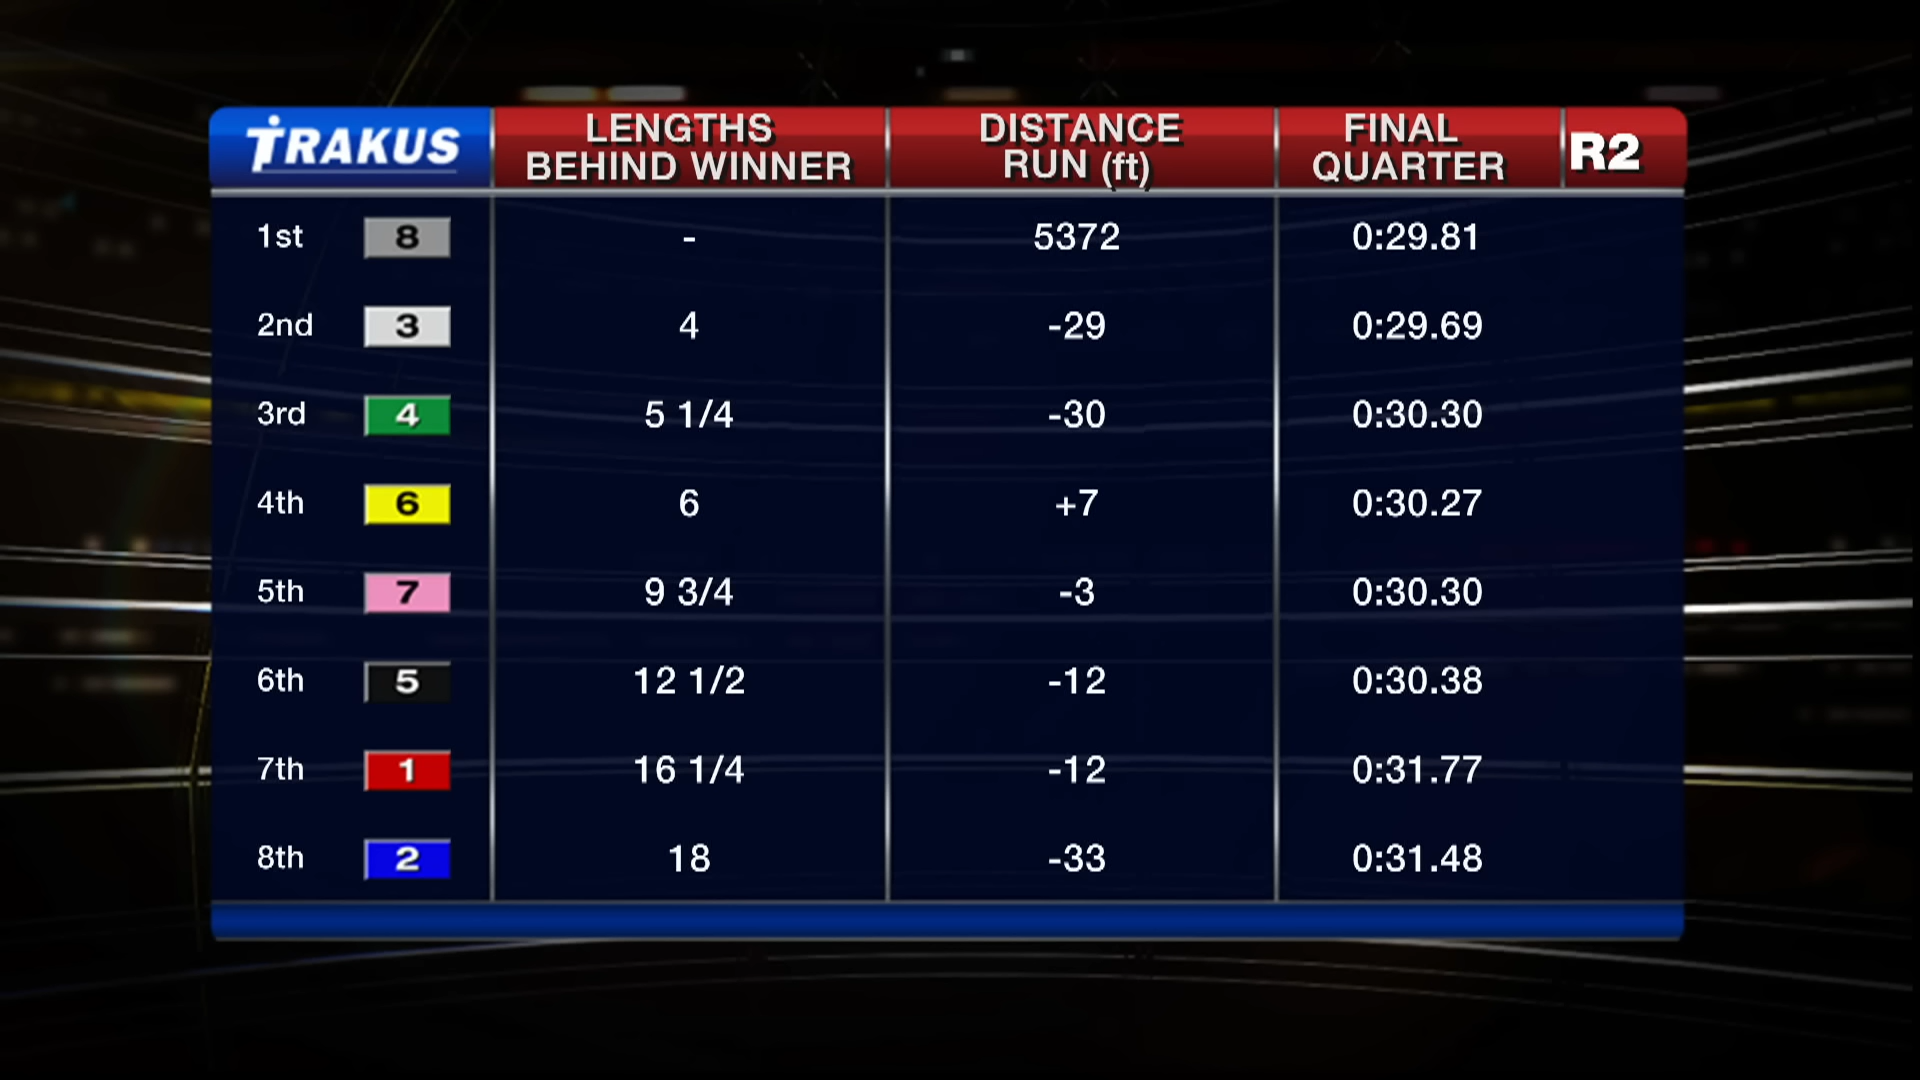 TRAKUS
LENGTHS
BEHIND WINNER
DISTANCE
RUN (ft)
FINAL
QUARTER
R2
1st 8 - 5372 0:29.81
2nd 3 4 -29 0:29.69
3rd 4 5 1/4 -30 0:30.30
4th 6 6 +7 0:30.27
5th 7 9 3/4 -3 0:30.30
6th 5 12 1/2 -12 0:30.38
7th 1 16 1/4 -12 0:31.77
8th 2 18 -33 0:31.48